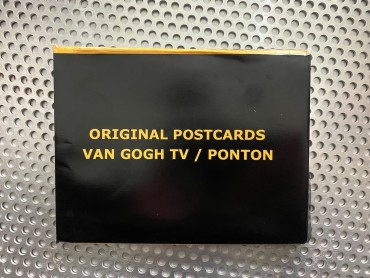 ORIGINAL POSTCARDS
VAN GOGH TV / PONTON